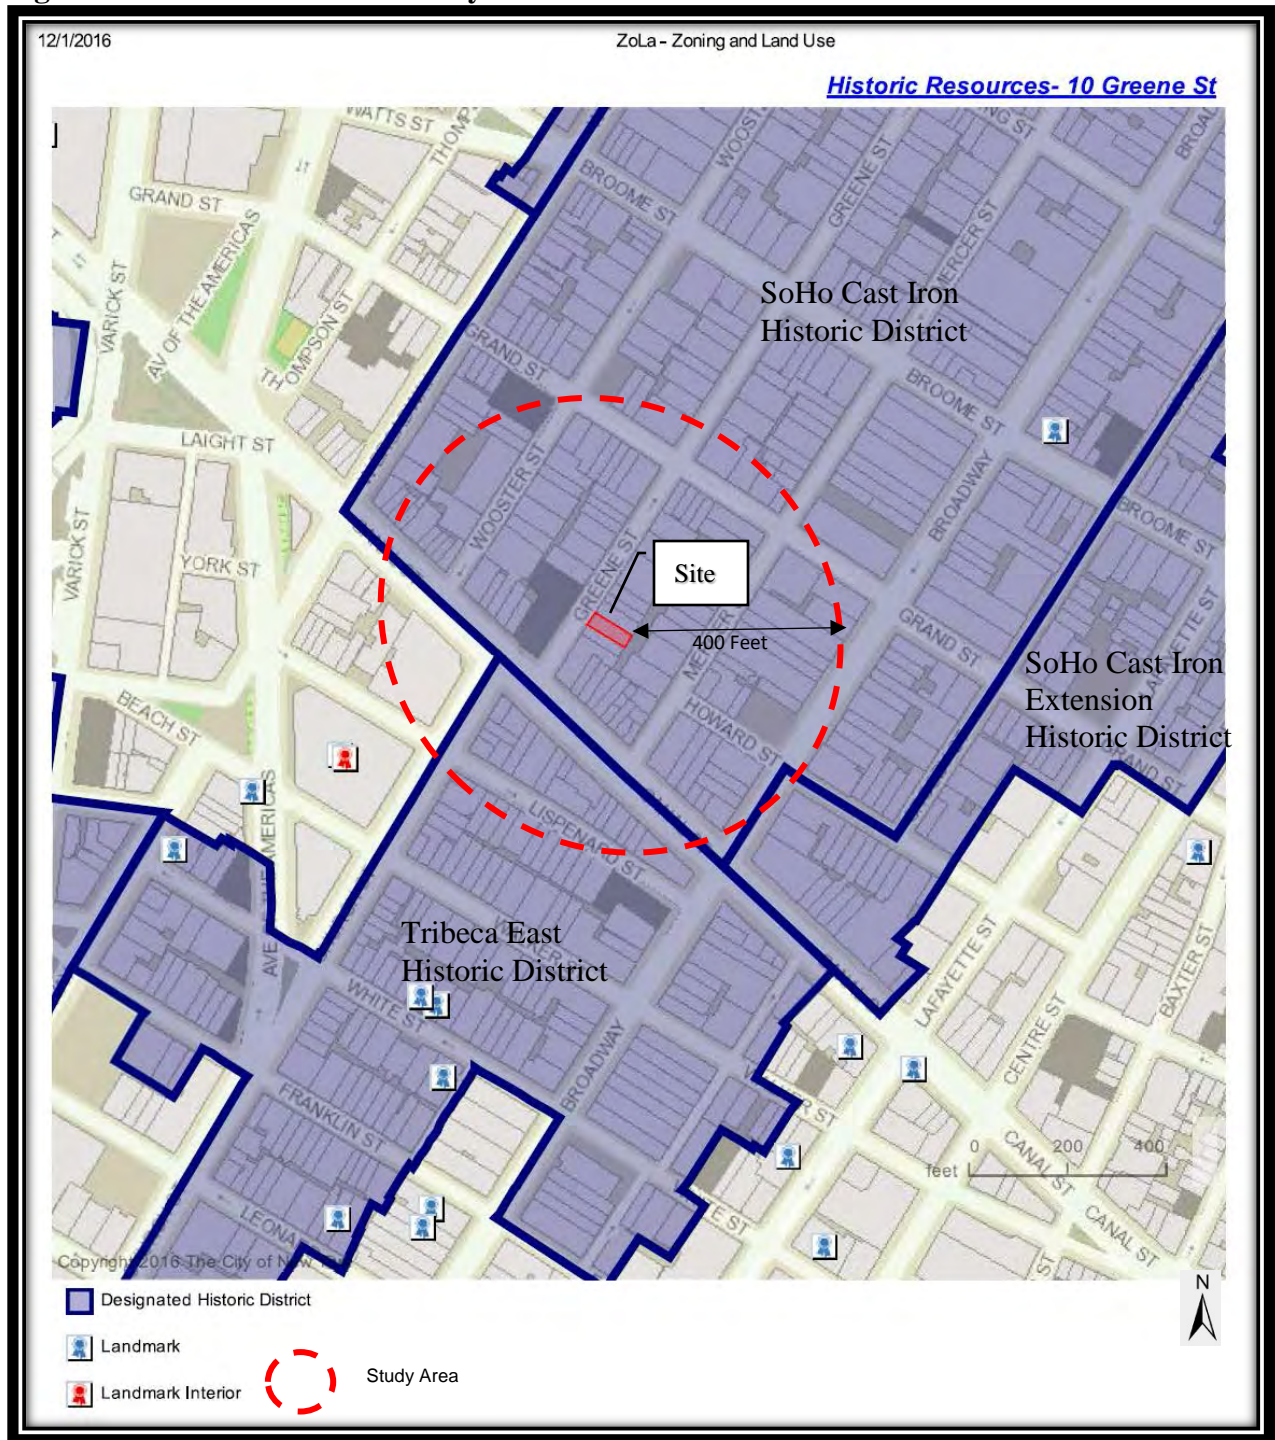 12/1/2016
ZoLa - Zoning and Land Use
Historic Resources- 10 Greene St
WATTS ST
GRAND ST
AV OF THE AMERICAS
VARICK ST
THOMPSON ST
BROOME ST
GREENE ST
MERCER ST
SoHo Cast Iron
Historic District
GRAND ST
BROOME ST
LAIGHT ST
WOOSTER ST
BROADWAY
BROOME ST
VARICK ST
YORK ST
GREENE ST
Site
400 Feet
GRAND ST
SoHo Cast Iron
Extension
Historic District
HOWARD ST
GRAND ST
BEACH ST
LISPENARD ST
Tribeca East
Historic District
WHITE ST
LAFAYETTE ST
BAXTER ST
CENTRE ST
BROADWAY
FRANKLIN ST
CANAL ST
CANAL ST
0 200 400
feet
Copyright 2016 The City of New
N
Designated Historic District
Landmark
Study Area
Landmark Interior